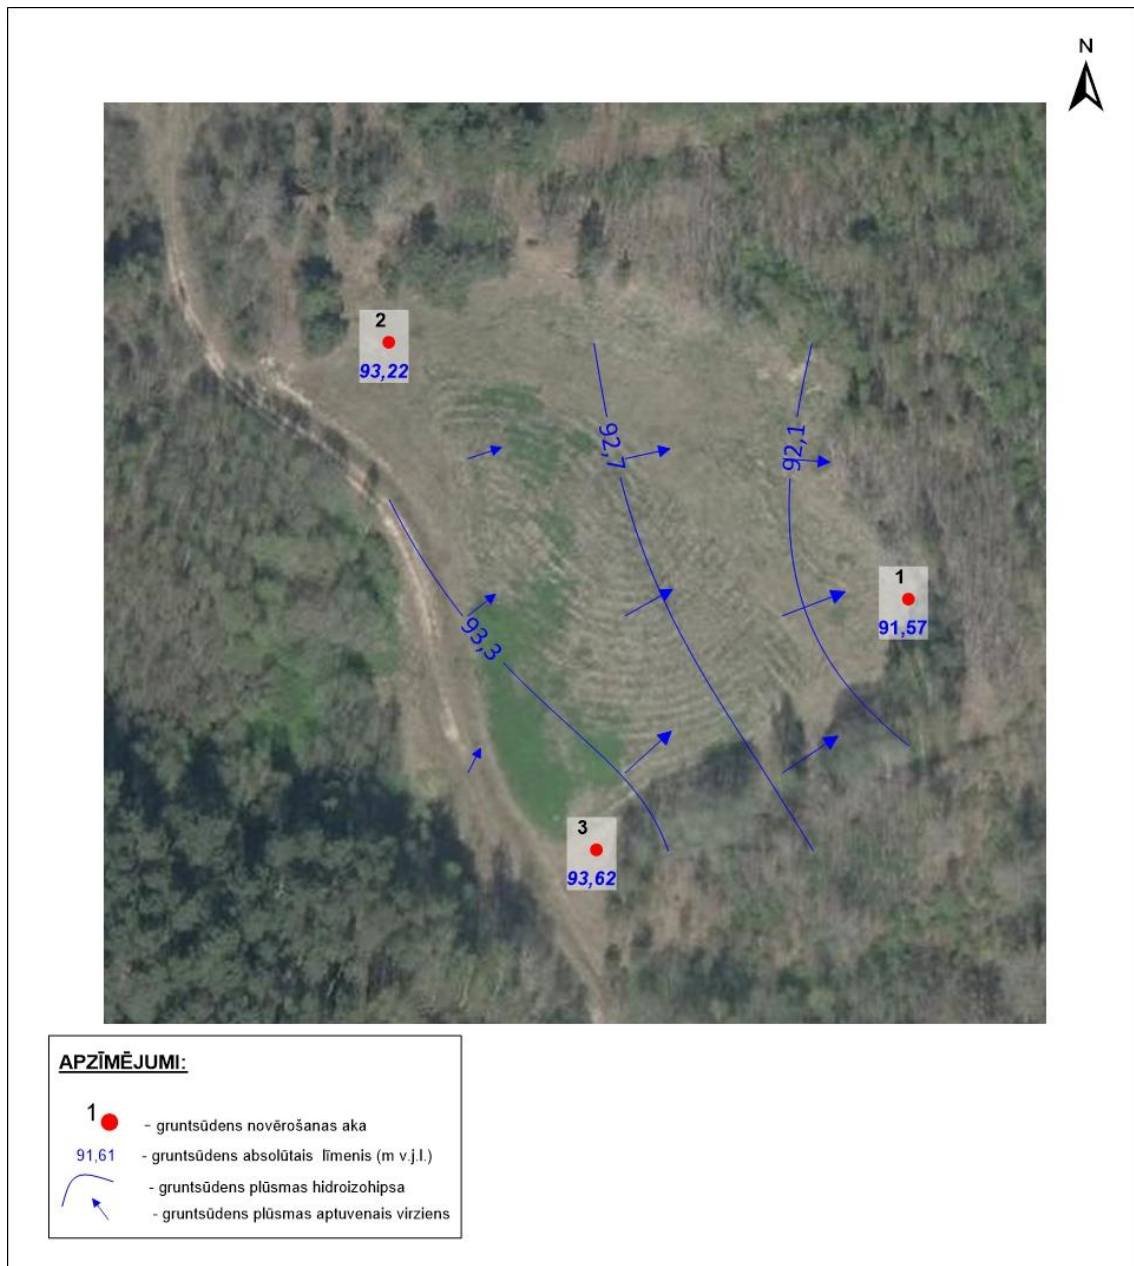 N
2
93,22
92,7
92,1
1
91,57
93,3
3
93,62
APZĪMĒJUMI:
1 - gruntsūdens novērošanas aka
91,61 - gruntsūdens absolūtais līmenis (m v.j.l.)
- gruntsūdens plūsmas hidroizohipsa
- gruntsūdens plūsmas aptuvenais virziens